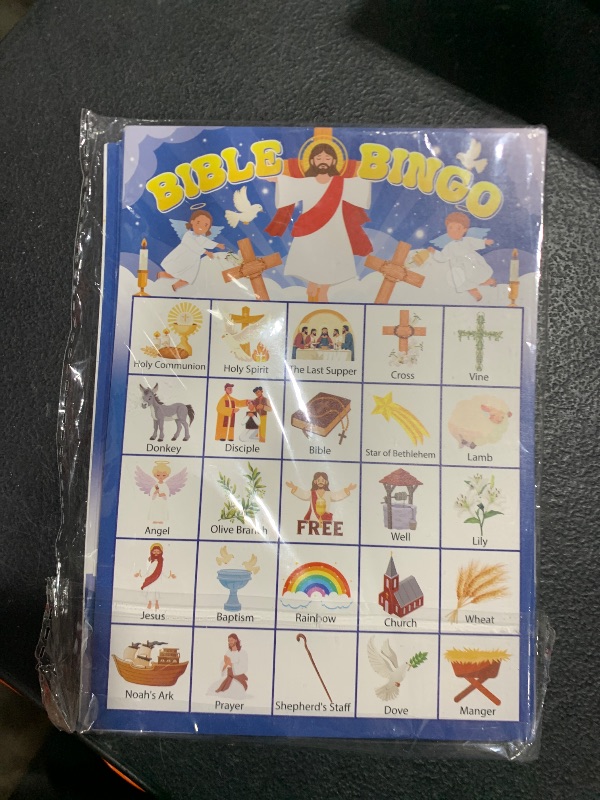 BIBLE BINGO
Holy Communion Holy Spirit The Last Supper Cross Vine
Donkey Disciple Bible Star of Bethlehem Lamb
Angel Olive Branch FREE Well Lily
Jesus Baptism Rainbow Church Wheat
Noah's Ark Prayer Shepherd's Staff Dove Manger